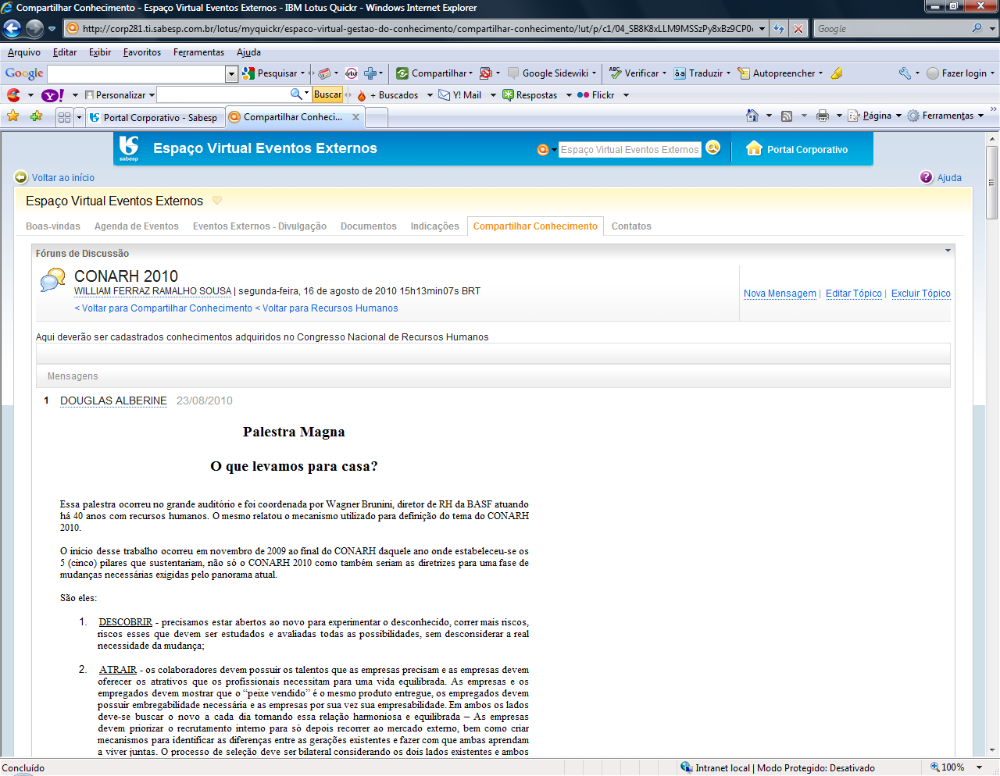 Compartilhar Conhecimento - Espaço Virtual Eventos Externos - IBM Lotus Quickr - Windows Internet Explorer
http://corp281.ti.sabesp.com.br/lotus/myquickr/espaco-virtual-gestao-do-conhecimento/compartilhar-conhecimento/!ut/p/c1/04_SB8K8xLLM9MSSzPy8xBz9CP0
Google
Arquivo Editar Exibir Favoritos Ferramentas Ajuda
Google Pesquisar Compartilhar Google Sidewiki Verificar Traduzir Autopreencher Fazer login
Y! Personalizar Buscar + Buscados Y! Mail Respostas Flickr
Portal Corporativo - Sabesp Compartilhar Conheci... Página Ferramentas
sabesp Espaço Virtual Eventos Externos Espaço Virtual Eventos Externos Portal Corporativo
Voltar ao início Ajuda
Espaço Virtual Eventos Externos
Boas-vindas Agenda de Eventos Eventos Externos - Divulgação Documentos Indicações Compartilhar Conhecimento Contatos
Fóruns de Discussão
CONARH 2010
WILLIAM FERRAZ RAMALHO SOUSA | segunda-feira, 16 de agosto de 2010 15h13min07s BRT
Nova Mensagem | Editar Tópico | Excluir Tópico
< Voltar para Compartilhar Conhecimento < Voltar para Recursos Humanos
Aqui deverão ser cadastrados conhecimentos adquiridos no Congresso Nacional de Recursos Humanos
Mensagens
1 DOUGLAS ALBERINE 23/08/2010
Palestra Magna
O que levamos para casa?
Essa palestra ocorreu no grande auditório e foi coordenada por Wagner Brunini, diretor de RH da BASF atuando
há 40 anos com recursos humanos. O mesmo relatou o mecanismo utilizado para definição do tema do CONARH
2010.
O inicio desse trabalho ocorreu em novembro de 2009 ao final do CONARH daquele ano onde estabeleceu-se os
5 (cinco) pilares que sustentariam, não só o CONARH 2010 como também seriam as diretrizes para uma fase de
mudanças necessárias exigidas pelo panorama atual.
São eles:
1. DESCOBRIR - precisamos estar abertos ao novo para experimentar o desconhecido, correr mais riscos,
riscos esses que devem ser estudados e avaliadas todas as possibilidades, sem desconsiderar a real
necessidade da mudança;
2. ATRAIR - os colaboradores devem possuir os talentos que as empresas precisam e as empresas devem
oferecer os atrativos que os profissionais necessitam para uma vida equilibrada. As empresas e os
empregados devem mostrar que o “peixe vendido” é o mesmo produto entregue, os empregados devem
possuir embregabilidade necessária e as empresas por sua vez sua empresabilidade. Em ambos os lados
deve-se buscar o novo a cada dia tornando essa relação harmoniosa e equilibrada – As empresas
devem priorizar o recrutamento interno para só depois recorrer ao mercado externo, bem como criar
mecanismos para identificar as diferenças entre as gerações existentes e fazer com que ambas aprendam
a viver juntas. O processo de seleção deve ser bilateral considerando os dois lados existentes e ambos
Concluído Intranet local | Modo Protegido: Desativado 100%